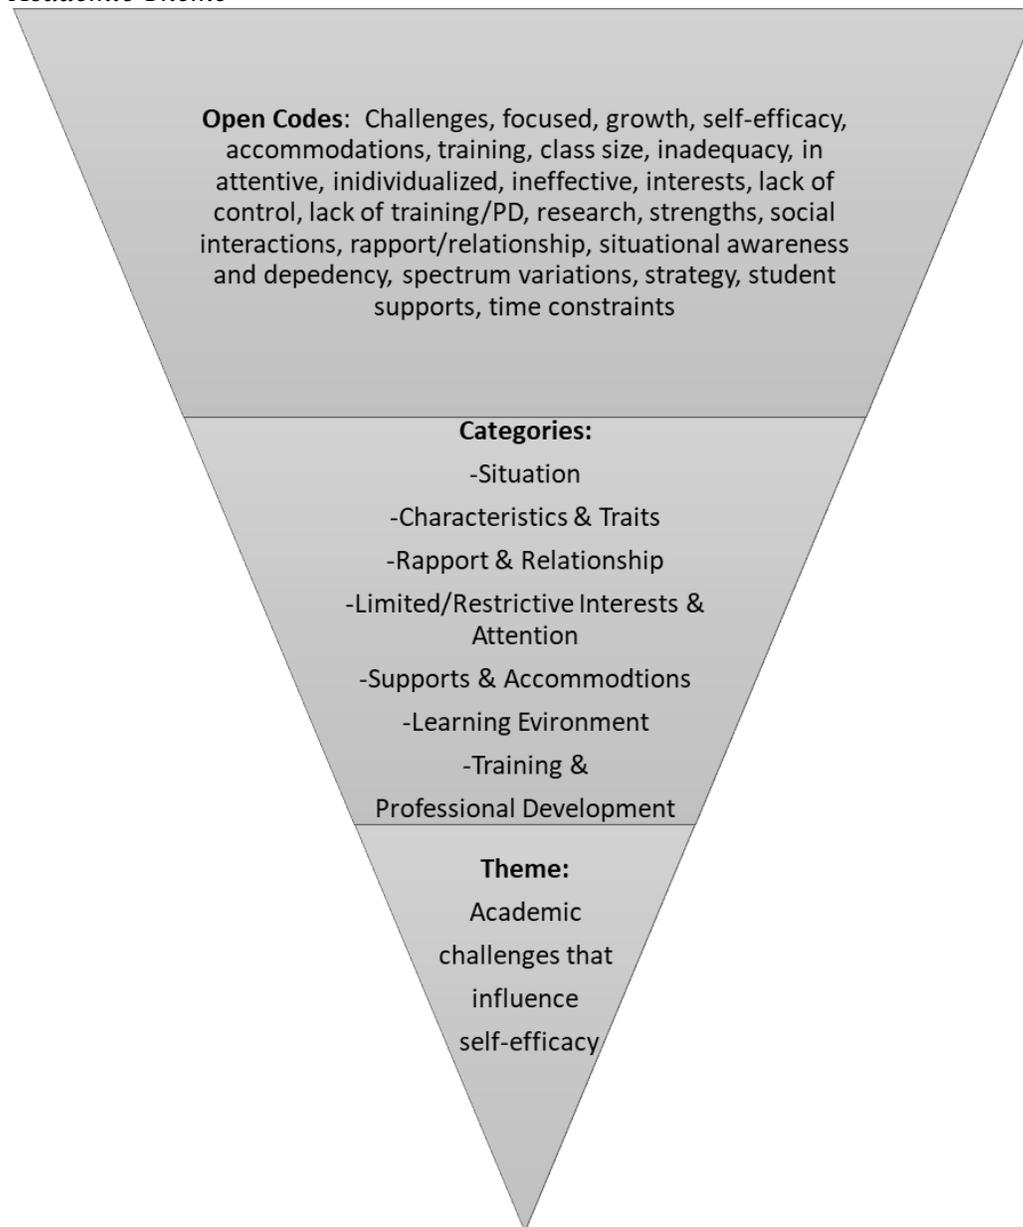 Academic Theme
Open Codes:  Challenges, focused, growth, self-efficacy,
accommodations, training, class size, inadequacy, in
attentive, inidividualized, ineffective, interests, lack of
control, lack of training/PD, research, strengths, social
interactions, rapport/relationship, situational awareness
and depedency, spectrum variations, strategy, student
supports, time constraints
Categories:
-Situation
-Characteristics & Traits
-Rapport & Relationship
-Limited/Restrictive Interests &
Attention
-Supports & Accommodtions
-Learning Evironment
-Training &
Professional Development
Theme:
Academic
challenges that
influence
self-efficacy